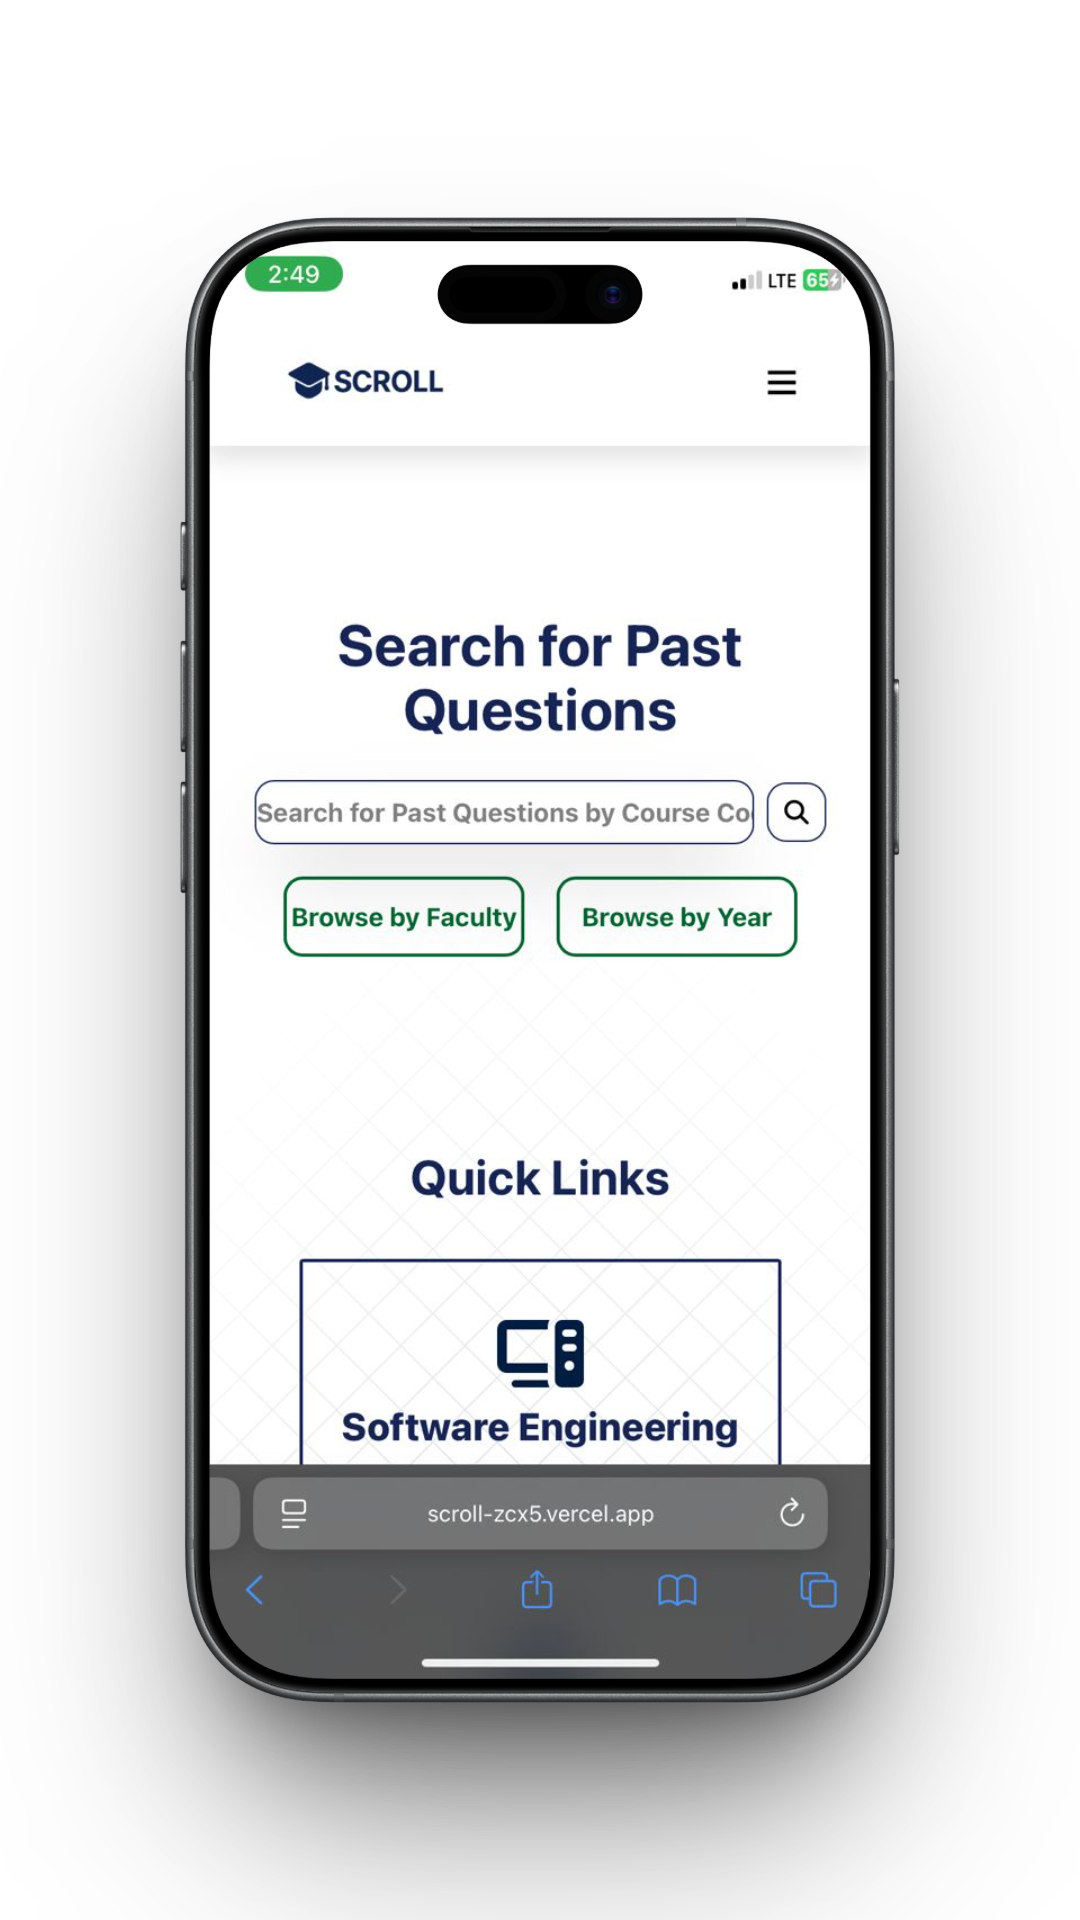 2:49
LTE 65
SCROLL
Search for Past
Questions
Search for Past Questions by Course Co
Browse by Faculty
Browse by Year
Quick Links
Software Engineering
scroll-zcx5.vercel.app